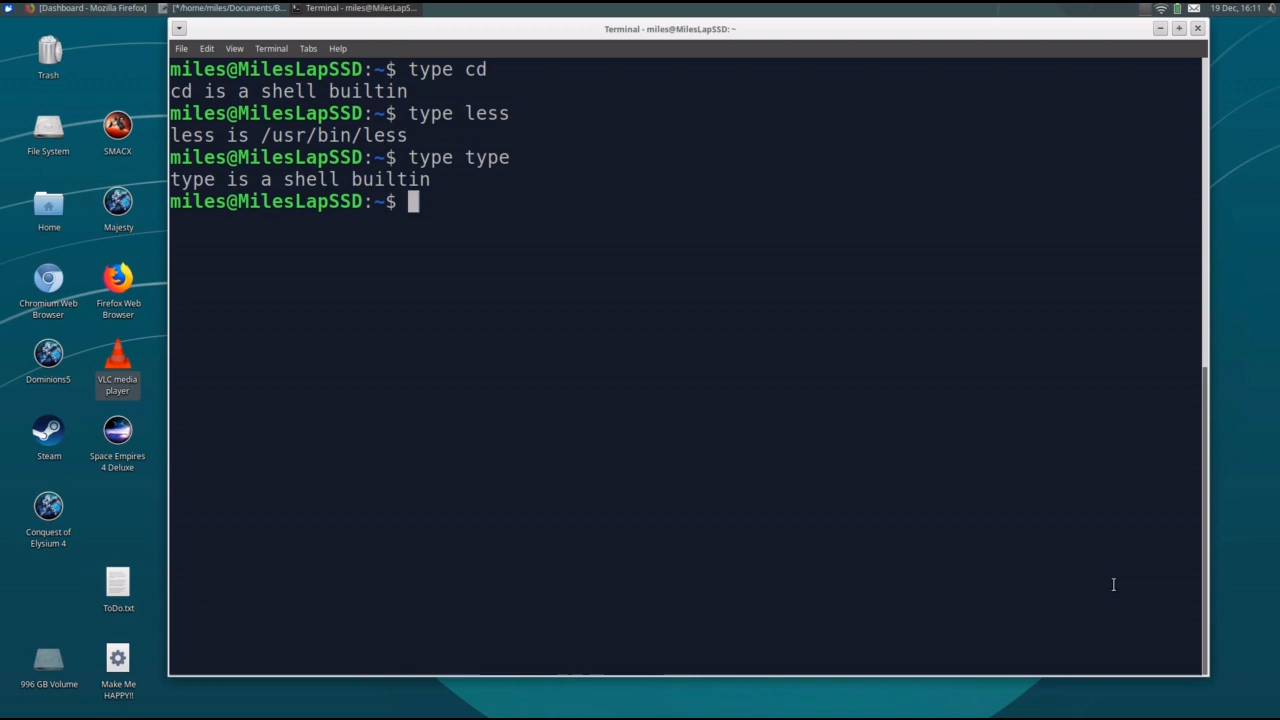 [Dashboard - Mozilla Firefox]
[*/home/miles/Documents/B...
Terminal - miles@MilesLapS...
19 Dec, 16:11
Terminal - miles@MilesLapSSD: ~
File Edit View Terminal Tabs Help
miles@MilesLapSSD:~$ type cd
cd is a shell builtin
miles@MilesLapSSD:~$ type less
less is /usr/bin/less
miles@MilesLapSSD:~$ type type
type is a shell builtin
miles@MilesLapSSD:~$
Trash
File System
SMACX
Home
Majesty
Chromium Web
Browser
Firefox Web
Browser
Dominions5
VLC media
player
Steam
Space Empires
4 Deluxe
Conquest of
Elysium 4
ToDo.txt
996 GB Volume
Make Me
HAPPY!!